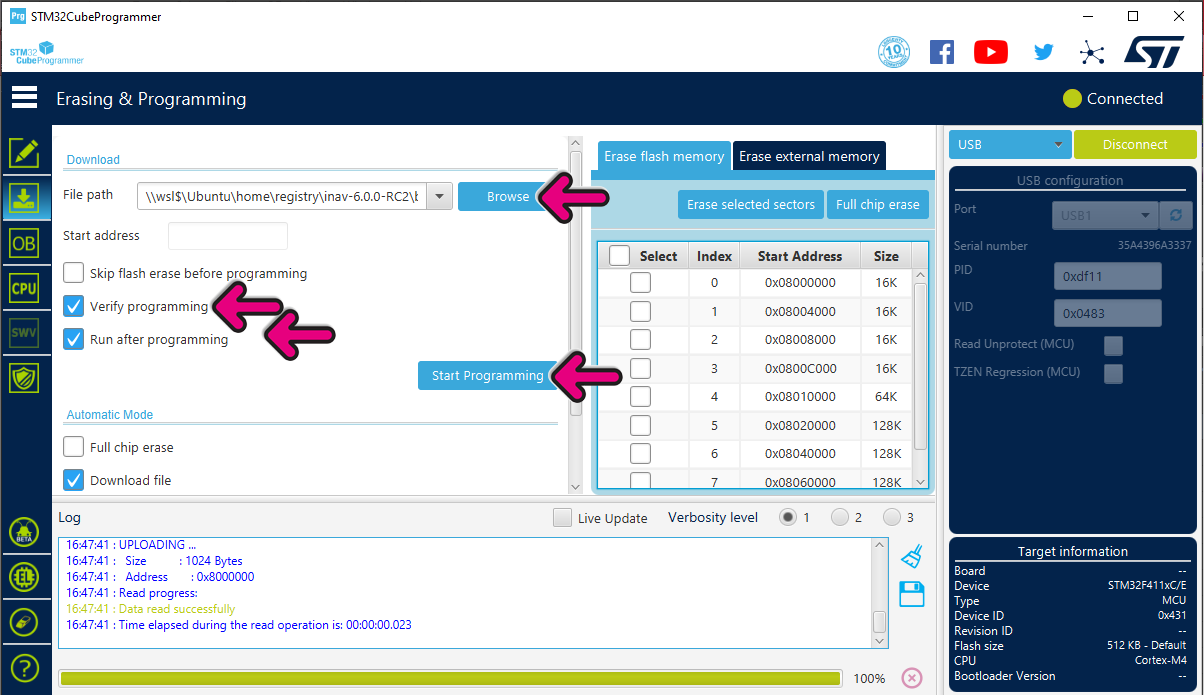 Prg STM32CubeProgrammer
STM32
CubeProgrammer
10
YEARS
Erasing & Programming
Connected
Download
File path \\wsl$\Ubuntu\home\registry\inav-6.0.0-RC2\b Browse
Start address
Skip flash erase before programming
Verify programming
Run after programming
Start Programming
Automatic Mode
Full chip erase
Download file
OB
CPU
SWV
BETA
Erase flash memory Erase external memory
Erase selected sectors Full chip erase
Select Index Start Address Size
0 0x08000000 16K
1 0x08004000 16K
2 0x08008000 16K
3 0x0800C000 16K
4 0x08010000 64K
5 0x08020000 128K
6 0x08040000 128K
7 0x08060000 128K
USB Disconnect
USB configuration
Port USB1
Serial number 35A4396A3337
PID 0xdf11
VID 0x0483
Read Unprotect (MCU)
TZEN Regression (MCU)
Log Live Update Verbosity level 1 2 3
16:47:41 : UPLOADING ...
16:47:41 : Size : 1024 Bytes
16:47:41 : Address : 0x8000000
16:47:41 : Read progress:
16:47:41 : Data read successfully
16:47:41 : Time elapsed during the read operation is: 00:00:00.023
100%
Target information
Board --
Device STM32F411xC/E
Type MCU
Device ID 0x431
Revision ID --
Flash size 512 KB - Default
CPU Cortex-M4
Bootloader Version --